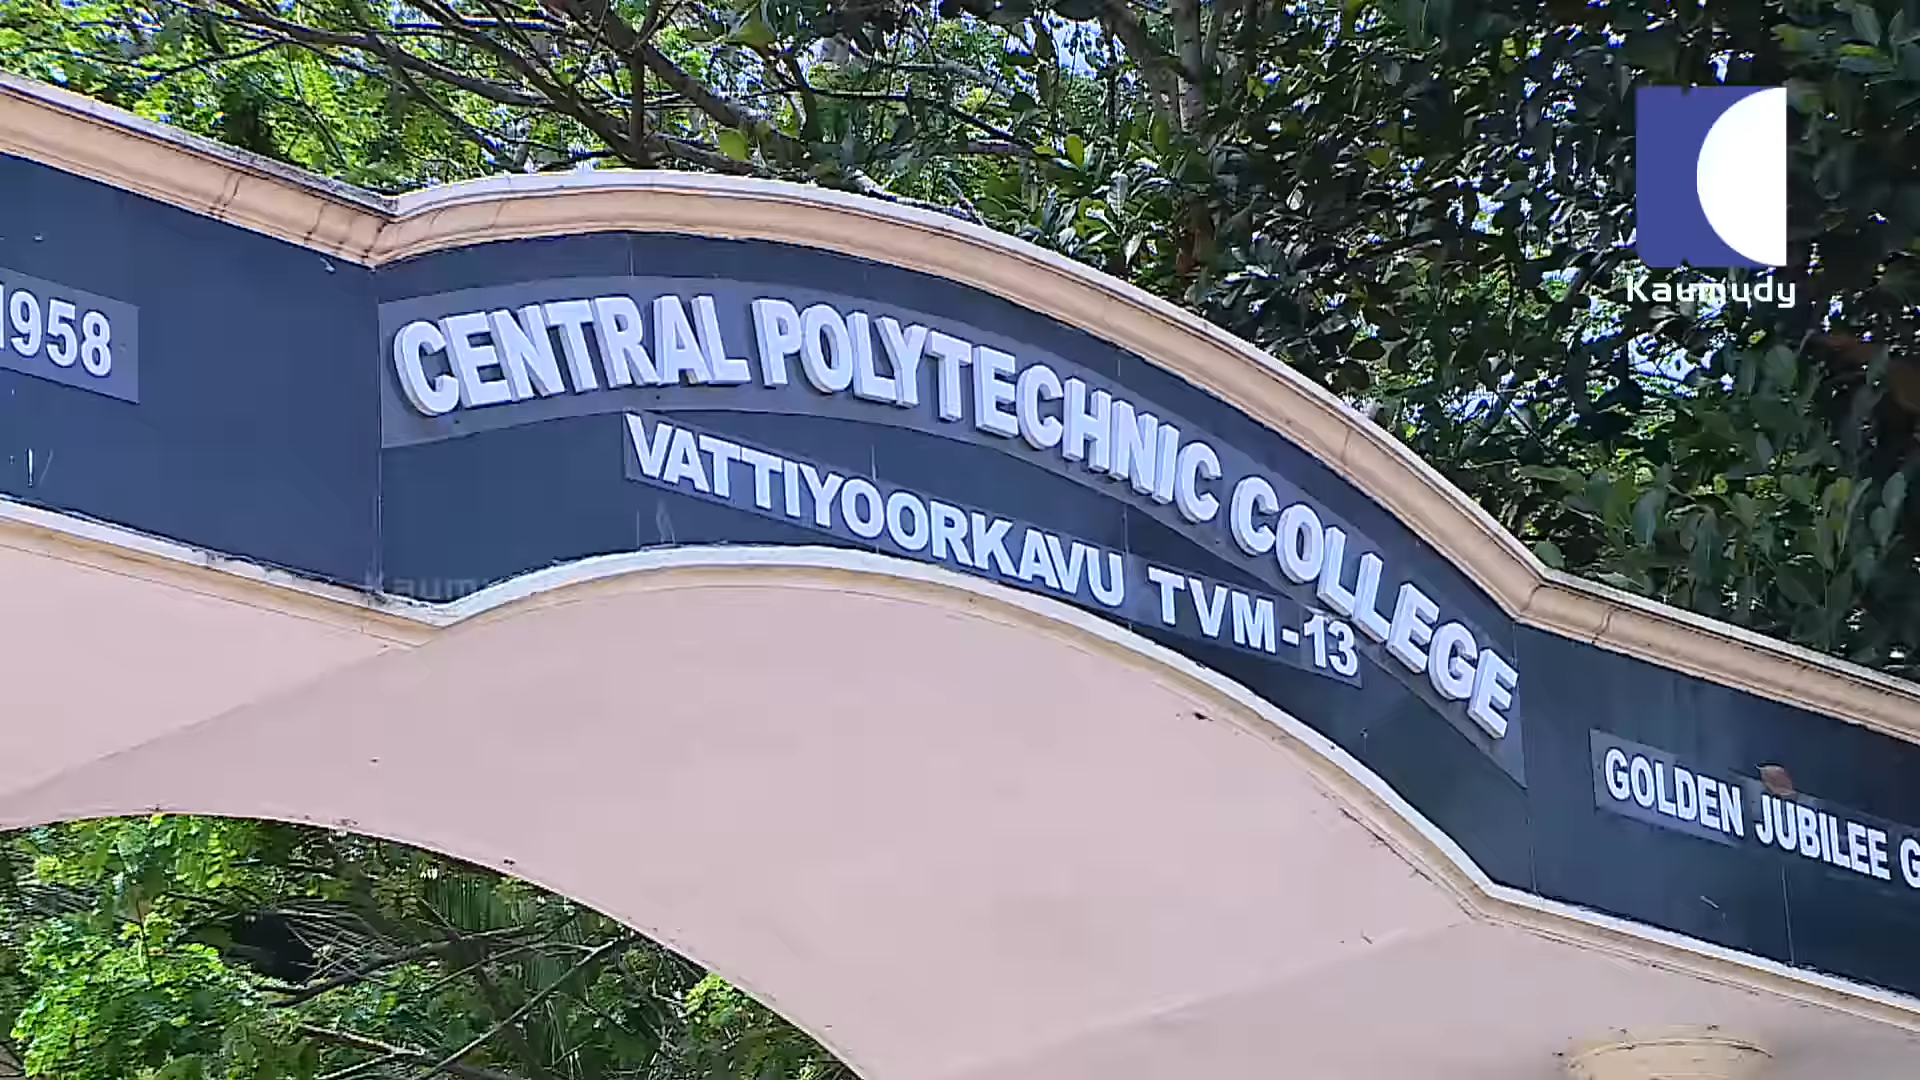 1958
CENTRAL POLYTECHNIC COLLEGE
VATTIYOORKAVU TVM-13
GOLDEN JUBILEE G
Kaumudy